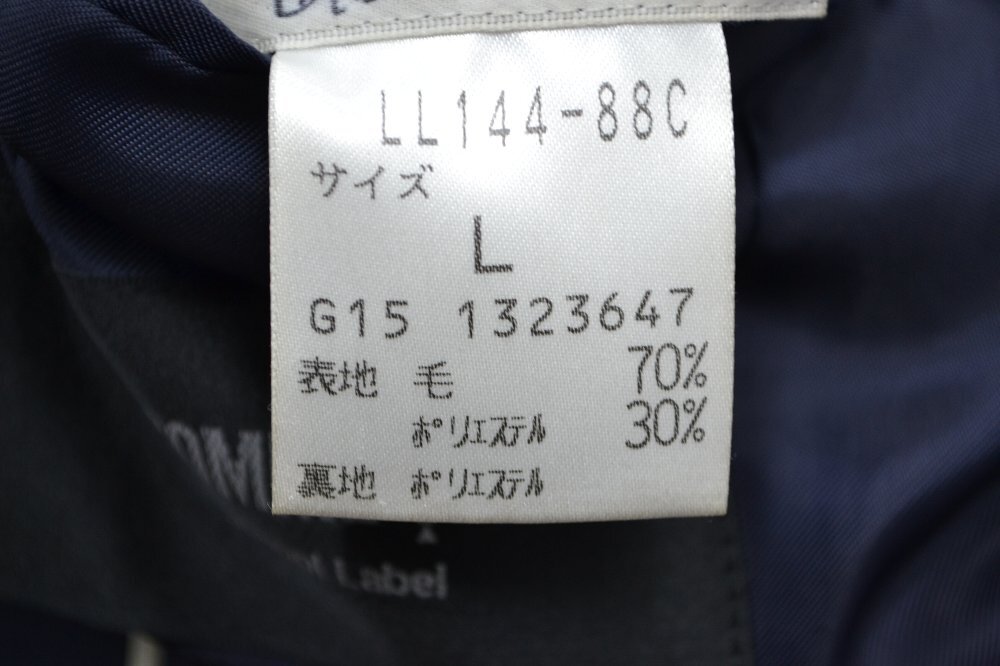 LL144-88C
サイズ
L
G15 1323647
表地 毛 70%
ポリエステル 30%
裏地 ポリエステル
Label